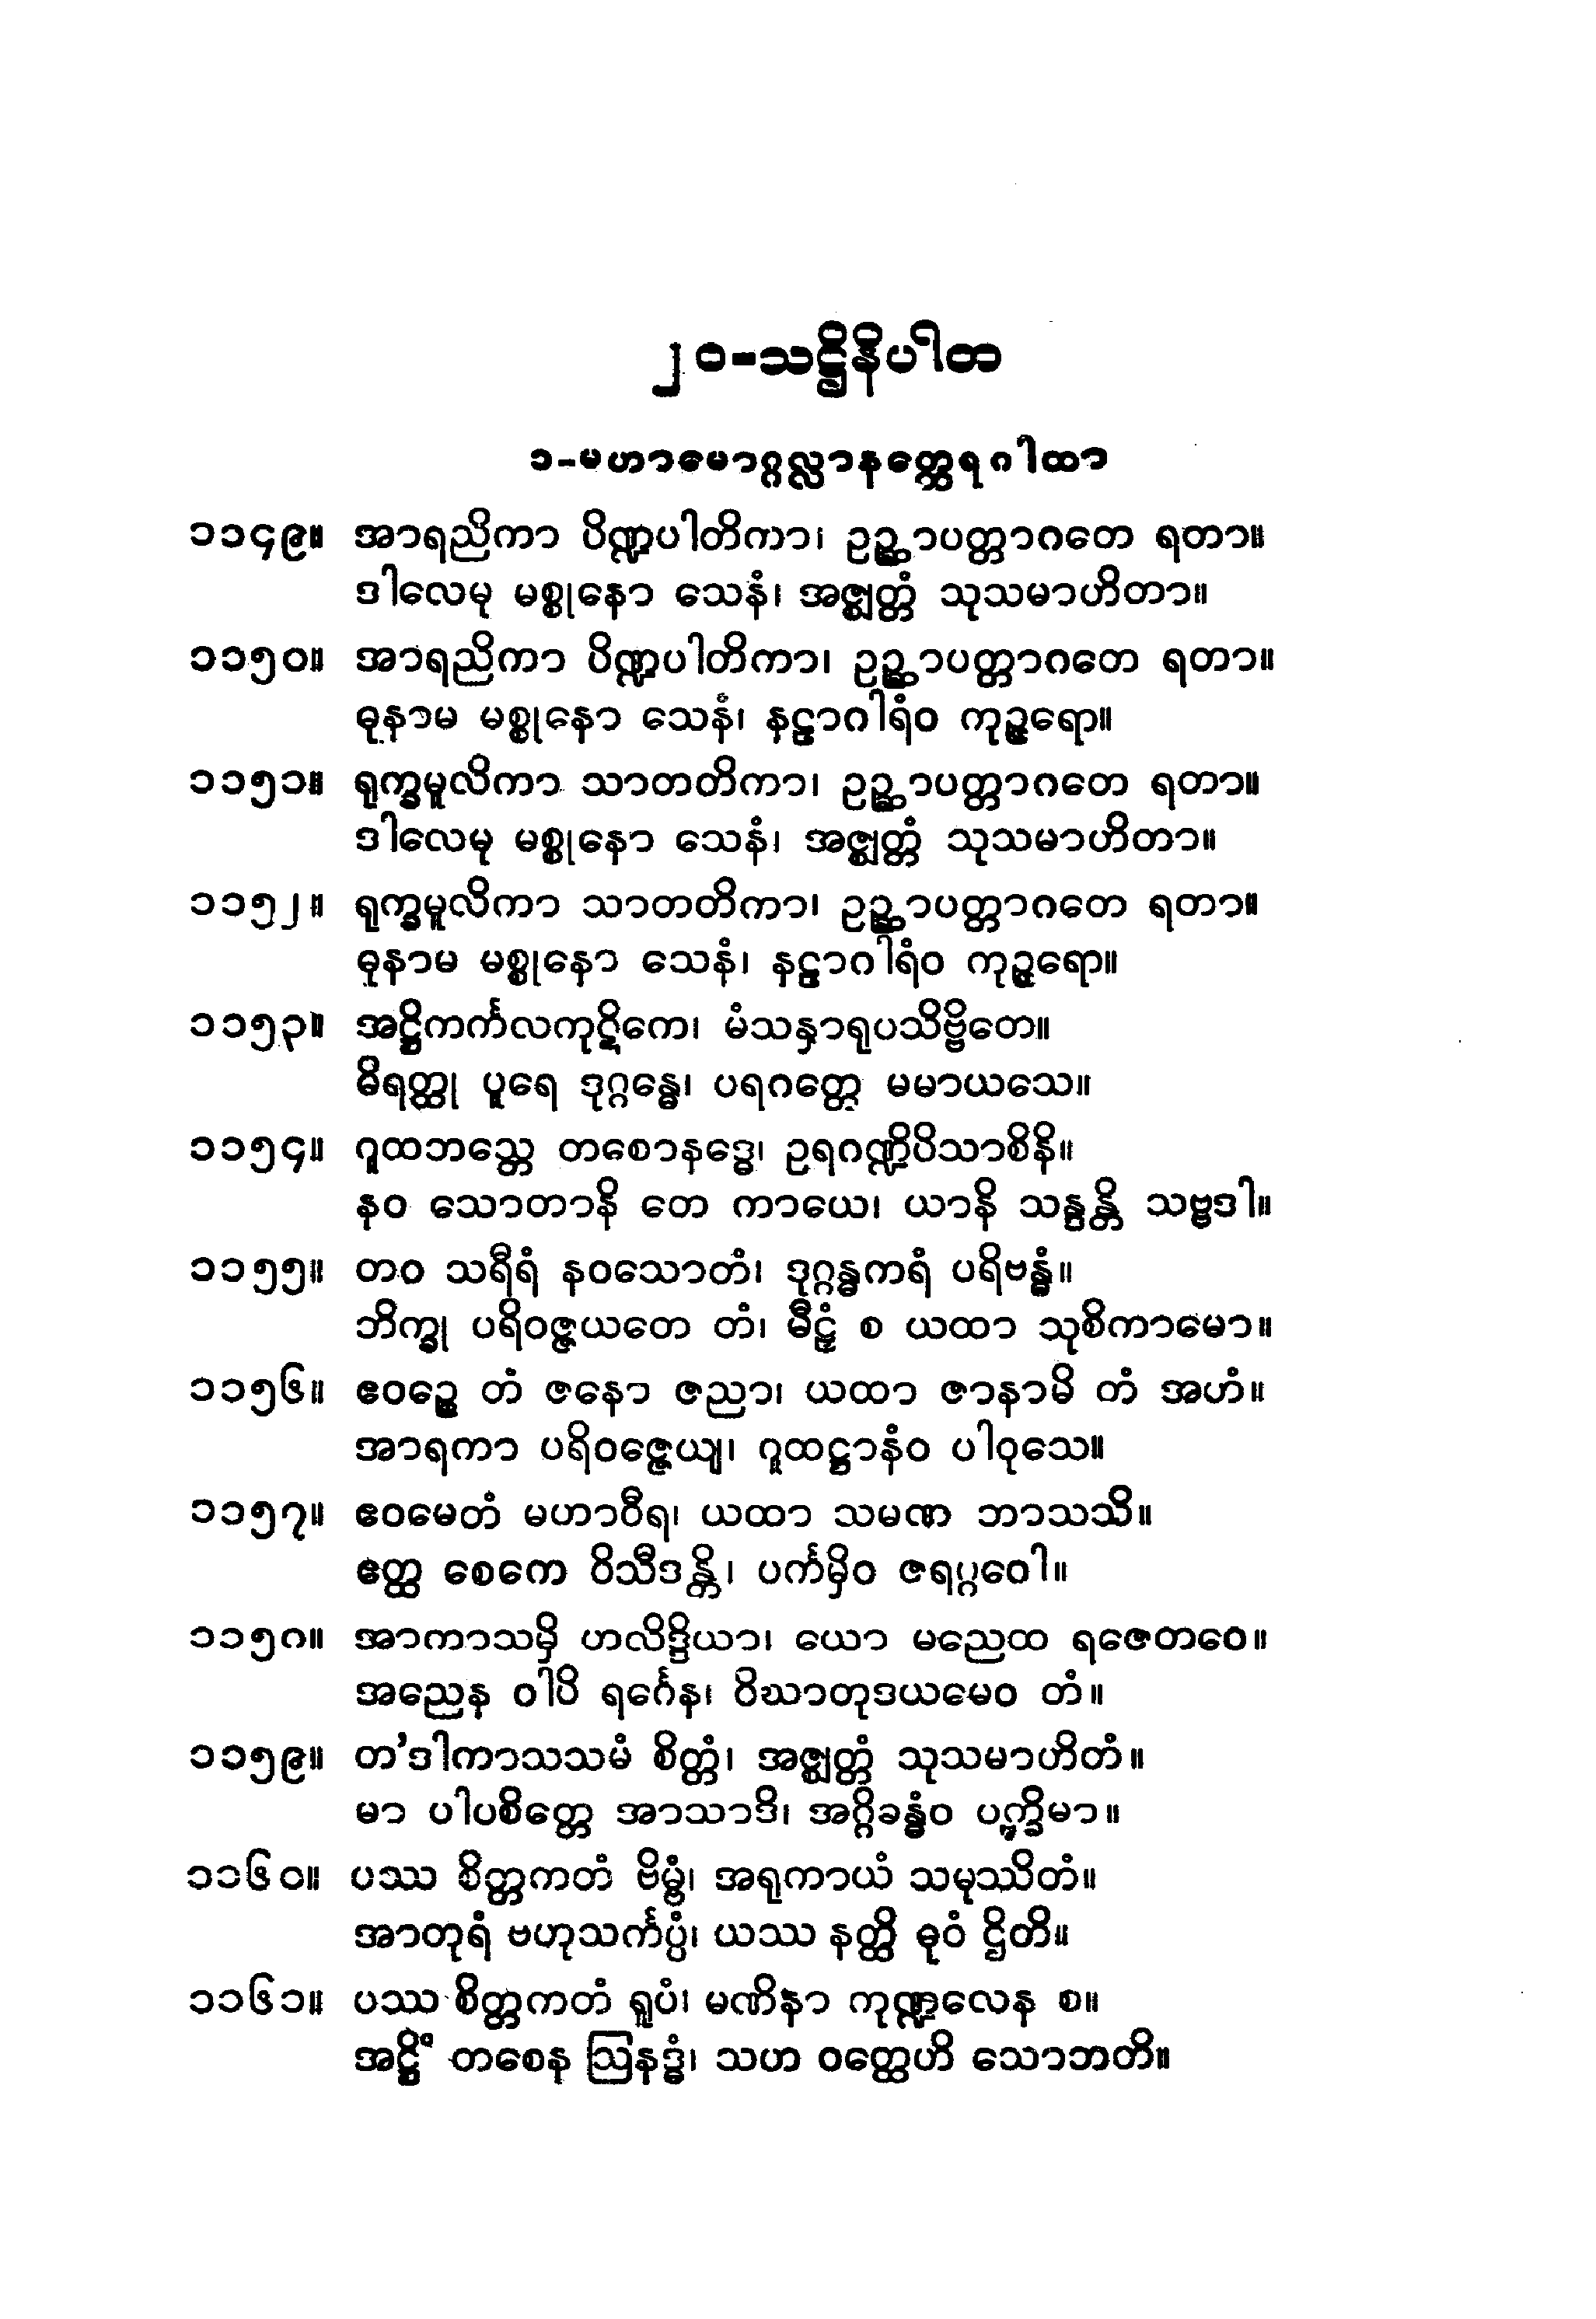 ၂၀-သဋ္ဌိနိပါတ
၁-မဟာမောဂ္ဂလ္လာနတ္ထေရဂါထာ
၁၁၄၉။ အာရညိကာ ပိဏ္ဍပါတိကာ၊ ဥဉ္ဆာပတ္တာဂတေ ရတာ။
ဒါလေမု မစ္စုနော သေနံ၊ အဇ္ဈတ္တံ သုသမာဟိတာ။
၁၁၅၀။ အာရညိကာ ပိဏ္ဍပါတိကာ၊ ဥဉ္ဆာပတ္တာဂတေ ရတာ။
ဓုနာမ မစ္စုနော သေနံ၊ နဠာဂါရံဝ ကုဉ္ဇရော။
၁၁၅၁။ ရုက္ခမူလိကာ သာတတိကာ၊ ဥဉ္ဆာပတ္တာဂတေ ရတာ။
ဒါလေမု မစ္စုနော သေနံ၊ အဇ္ဈတ္တံ သုသမာဟိတာ။
၁၁၅၂။ ရုက္ခမူလိကာ သာတတိကာ၊ ဥဉ္ဆာပတ္တာဂတေ ရတာ။
ဓုနာမ မစ္စုနော သေနံ၊ နဠာဂါရံဝ ကုဉ္ဇရော။
၁၁၅၃။ အဋ္ဌိကင်္ကလကုဋိကေ၊ မံသနှာရုပသိဗ္ဗိတေ။
ဓိရတ္ထု ပူရေ ဒုဂ္ဂန္ဓေ၊ ပရဂတ္တေ မမာယသေ။
၁၁၅၄။ ဂူထဘသ္တေ တစောနဒ္ဓေ၊ ဥရဂဏ္ဍိပိသာစိနိ။
နဝ သောတာနိ တေ ကာယေ၊ ယာနိ သန္ဒန္တိ သဗ္ဗဒါ။
၁၁၅၅။ တဝ သရီရံ နဝသောတံ၊ ဒုဂ္ဂန္ဓကရံ ပရိဗန္ဓံ။
ဘိက္ခု ပရိဝဇ္ဇယတေ တံ၊ မီဠှံ စ ယထာ သုစိကာမော။
၁၁၅၆။ ဧဝဉ္စေ တံ ဇနော ဇညာ၊ ယထာ ဇာနာမိ တံ အဟံ။
အာရကာ ပရိဝဇ္ဇေယျ၊ ဂူထဋ္ဌာနံဝ ပါဝုသေ။
၁၁၅၇။ ဧဝမေတံ မဟာဝီရ၊ ယထာ သမဏ ဘာသသိ။
ဧတ္ထ စေကေ ဝိသီဒန္တိ၊ ပင်္ကမှိဝ ဇရဂ္ဂဝေါ။
၁၁၅၈။ အာကာသမှိ ဟလိဒ္ဒိယာ၊ ယော မညေထ ရဇေတဝေ။
အညေန ဝါပိ ရင်္ဂေန၊ ဝိဃာတုဒယမေဝ တံ။
၁၁၅၉။ တ’ဒါကာသသမံ စိတ္တံ၊ အဇ္ဈတ္တံ သုသမာဟိတံ။
မာ ပါပစိတ္တေ အာသာဒိ၊ အဂ္ဂိခန္ဓံဝ ပက္ခိမာ။
၁၁၆၀။ ပဿ စိတ္တကတံ ဗိမ္ဗံ၊ အရုကာယံ သမုဿိတံ။
အာတုရံ ဗဟုသင်္ကပ္ပံ၊ ယဿ နတ္ထိ ဓုဝံ ဌိတိ။
၁၁၆၁။ ပဿ စိတ္တကတံ ရူပံ၊ မဏိနာ ကုဏ္ဍလေန စ။
အဋ္ဌိံ တစေန ဩနဒ္ဓံ၊ သဟ ဝတ္ထေဟိ သောဘတိ။